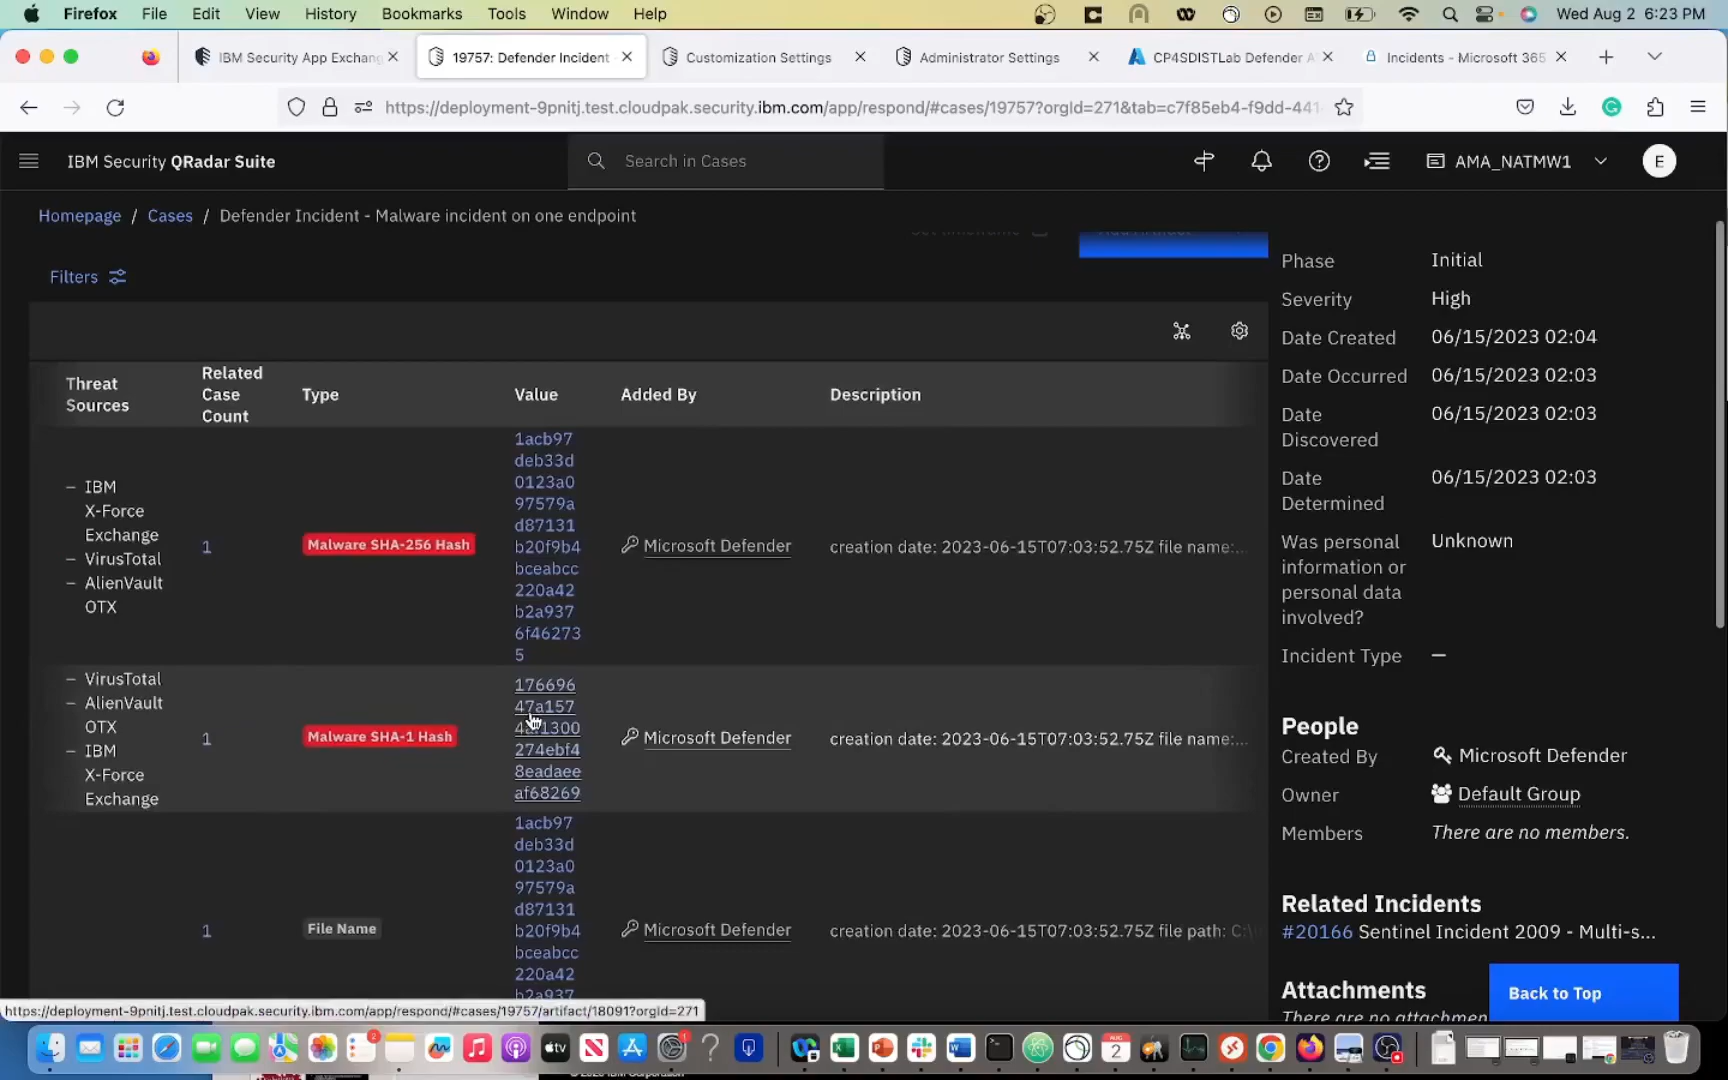 Firefox File Edit View History Bookmarks Tools Window Help Wed Aug 2 6:23 PM
IBM Security App Exchang 19757: Defender Incident - Customization Settings Administrator Settings CP4SDISTLab Defender A Incidents - Microsoft 365
https://deployment-9pnitj.test.cloudpak.security.ibm.com/app/respond/#cases/19757?orgId=271&tab=c7f85eb4-f9dd-441
IBM Security QRadar Suite Search in Cases AMA_NATMW1 E
Homepage / Cases / Defender Incident - Malware incident on one endpoint
Filters
Threat Sources
Related Case Count
Type
Value
Added By
Description
– IBM
X-Force
Exchange
– VirusTotal
– AlienVault
OTX
1
Malware SHA-256 Hash
1acb97
deb33d
0123a0
97579a
d87131
b20f9b4
bceabcc
220a42
b2a937
6f46273
5
Microsoft Defender
creation date: 2023-06-15T07:03:52.75Z file name:...
– VirusTotal
– AlienVault
OTX
– IBM
X-Force
Exchange
1
Malware SHA-1 Hash
176696
47a157
1300
274ebf4
8eadaee
af68269
Microsoft Defender
creation date: 2023-06-15T07:03:52.75Z file name:...
1
File Name
1acb97
deb33d
0123a0
97579a
d87131
b20f9b4
bceabcc
220a42
b2a937
Microsoft Defender
creation date: 2023-06-15T07:03:52.75Z file path: C:\
Phase Initial
Severity High
Date Created 06/15/2023 02:04
Date Occurred 06/15/2023 02:03
Date
Discovered
06/15/2023 02:03
Date
Determined
06/15/2023 02:03
Was personal
information or
personal data
involved?
Unknown
Incident Type —
People
Created By Microsoft Defender
Owner Default Group
Members There are no members.
Related Incidents
#20166 Sentinel Incident 2009 - Multi-s...
Attachments
There are no attachmen
Back to Top
https://deployment-9pnitj.test.cloudpak.security.ibm.com/app/respond/#cases/19757/artifact/18091?orgId=271